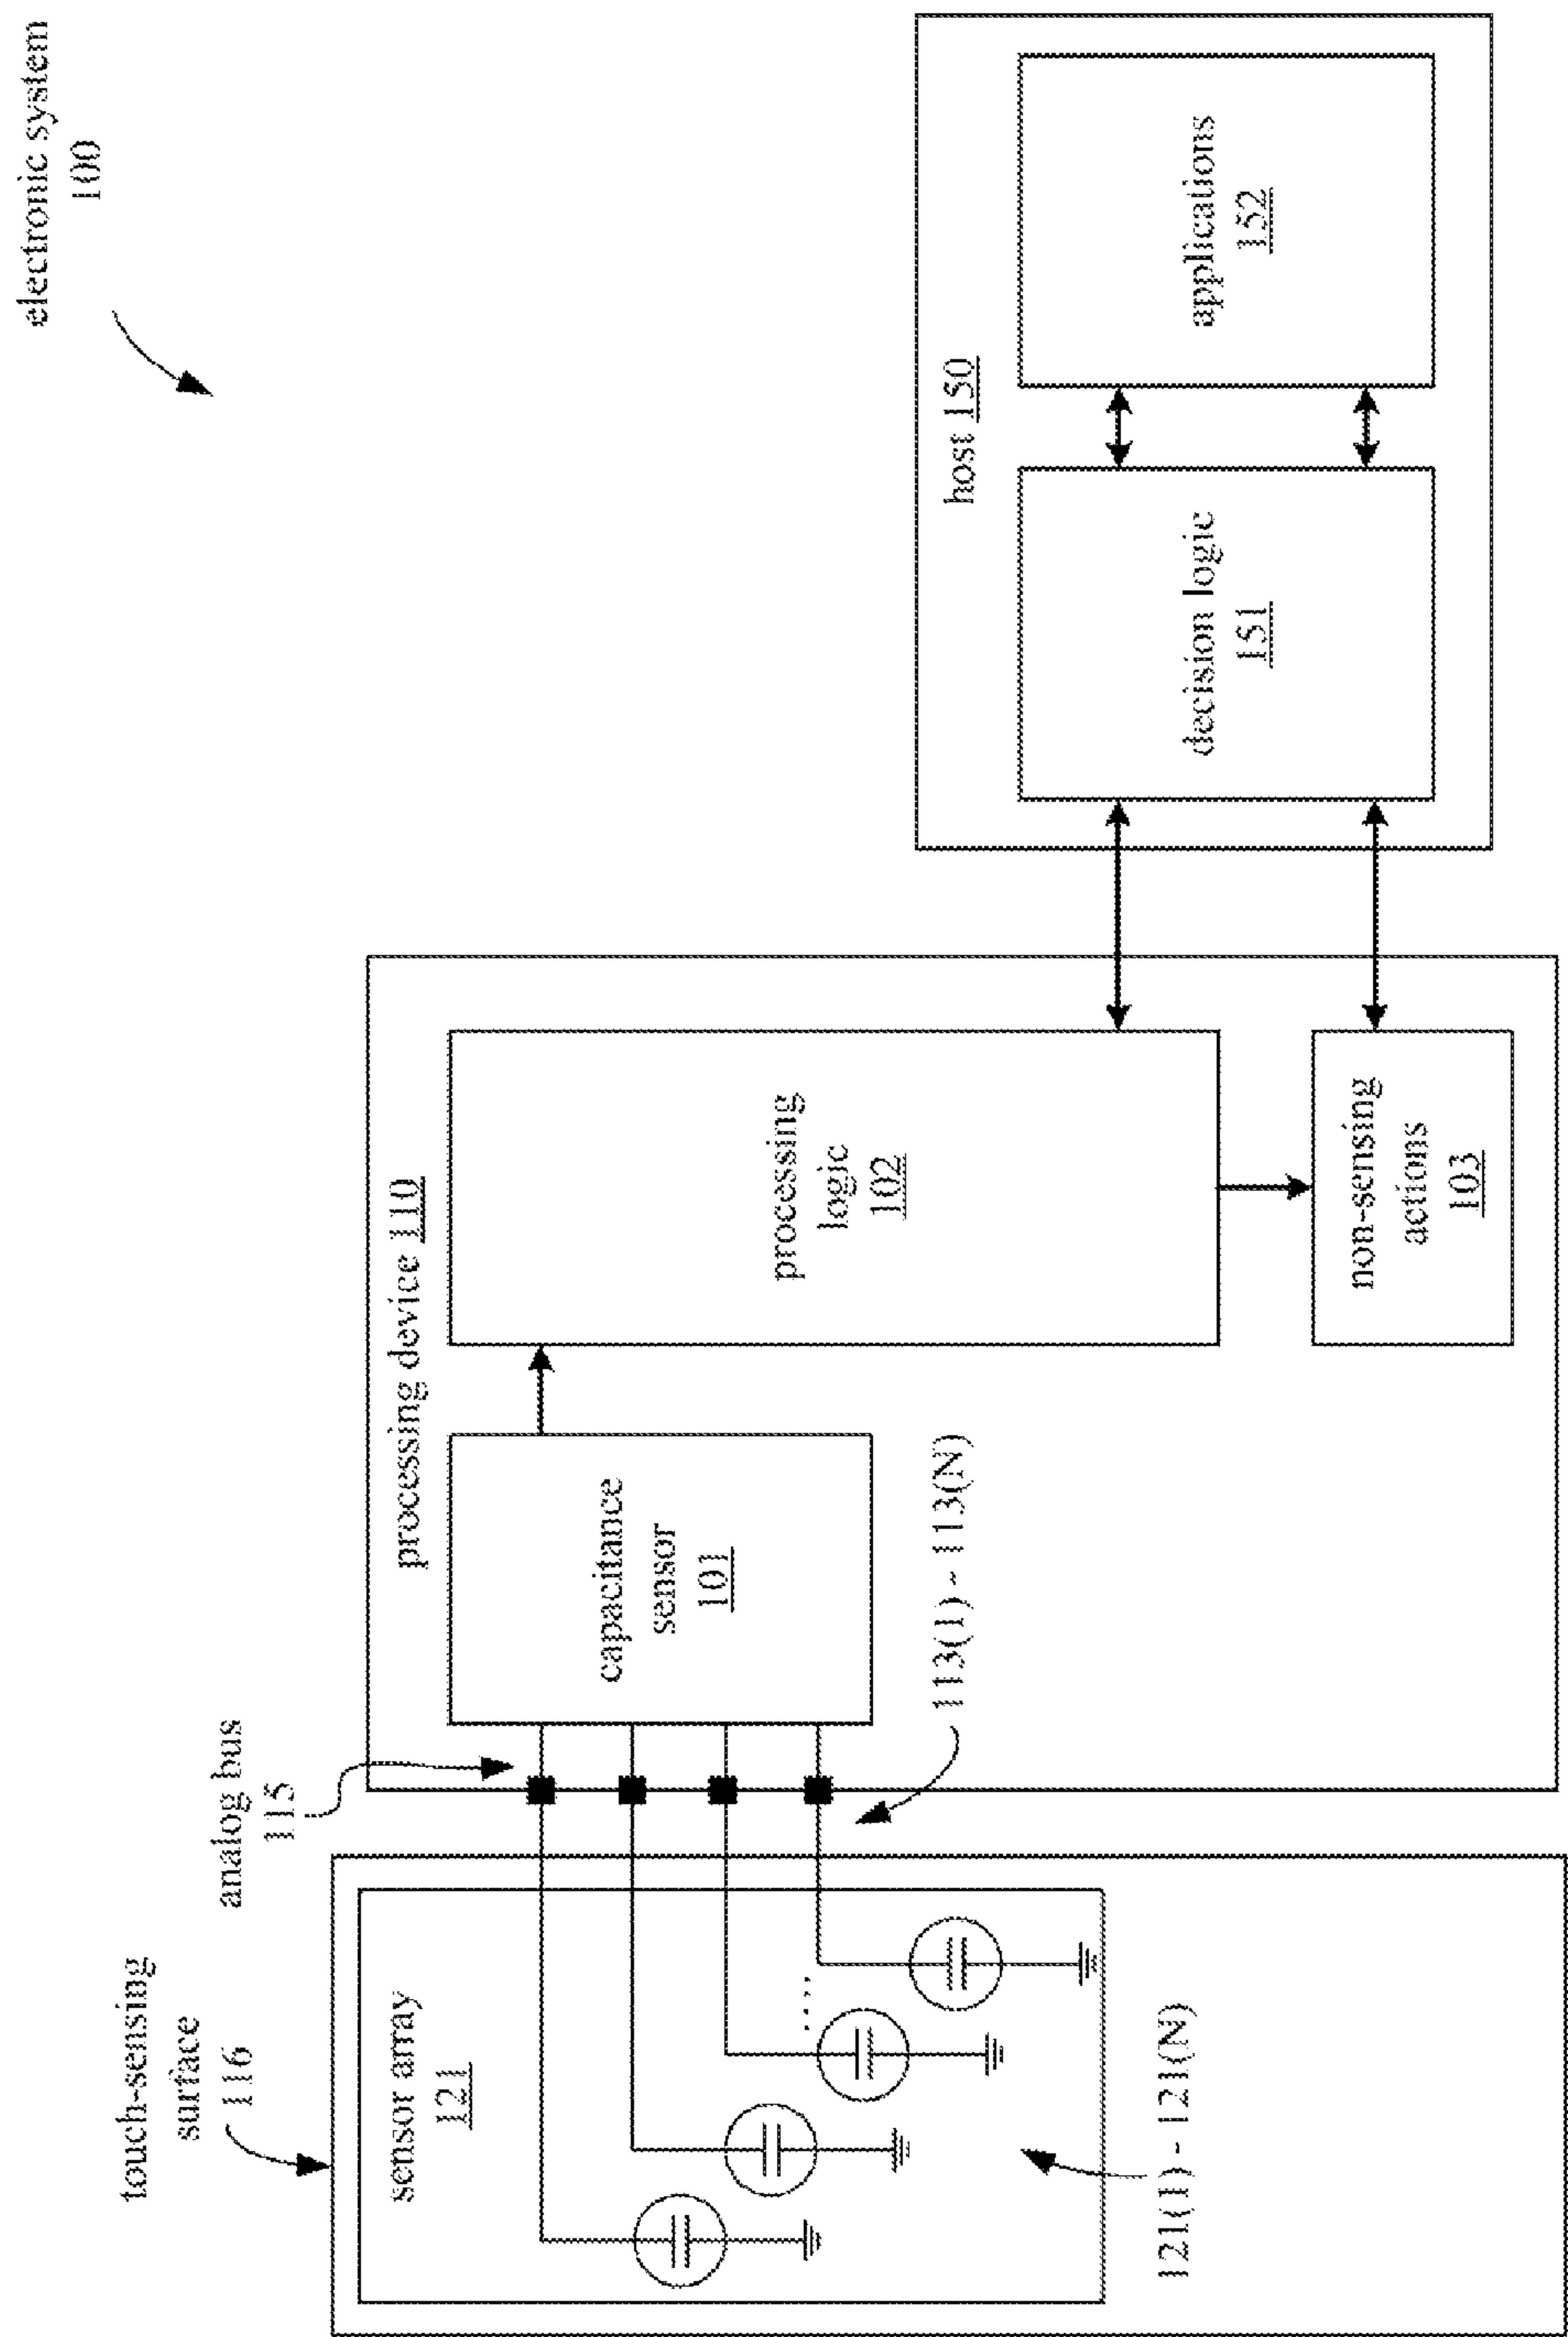 electronic system
100
touch-sensing
surface
116
analog bus
115
processing device 110
sensor array
121
capacitance
sensor
101
processing
logic
102
host 150
decision logic
151
applications
152
113(1) - 113(N)
non-sensing
actions
103
....
121(1) - 121(N)